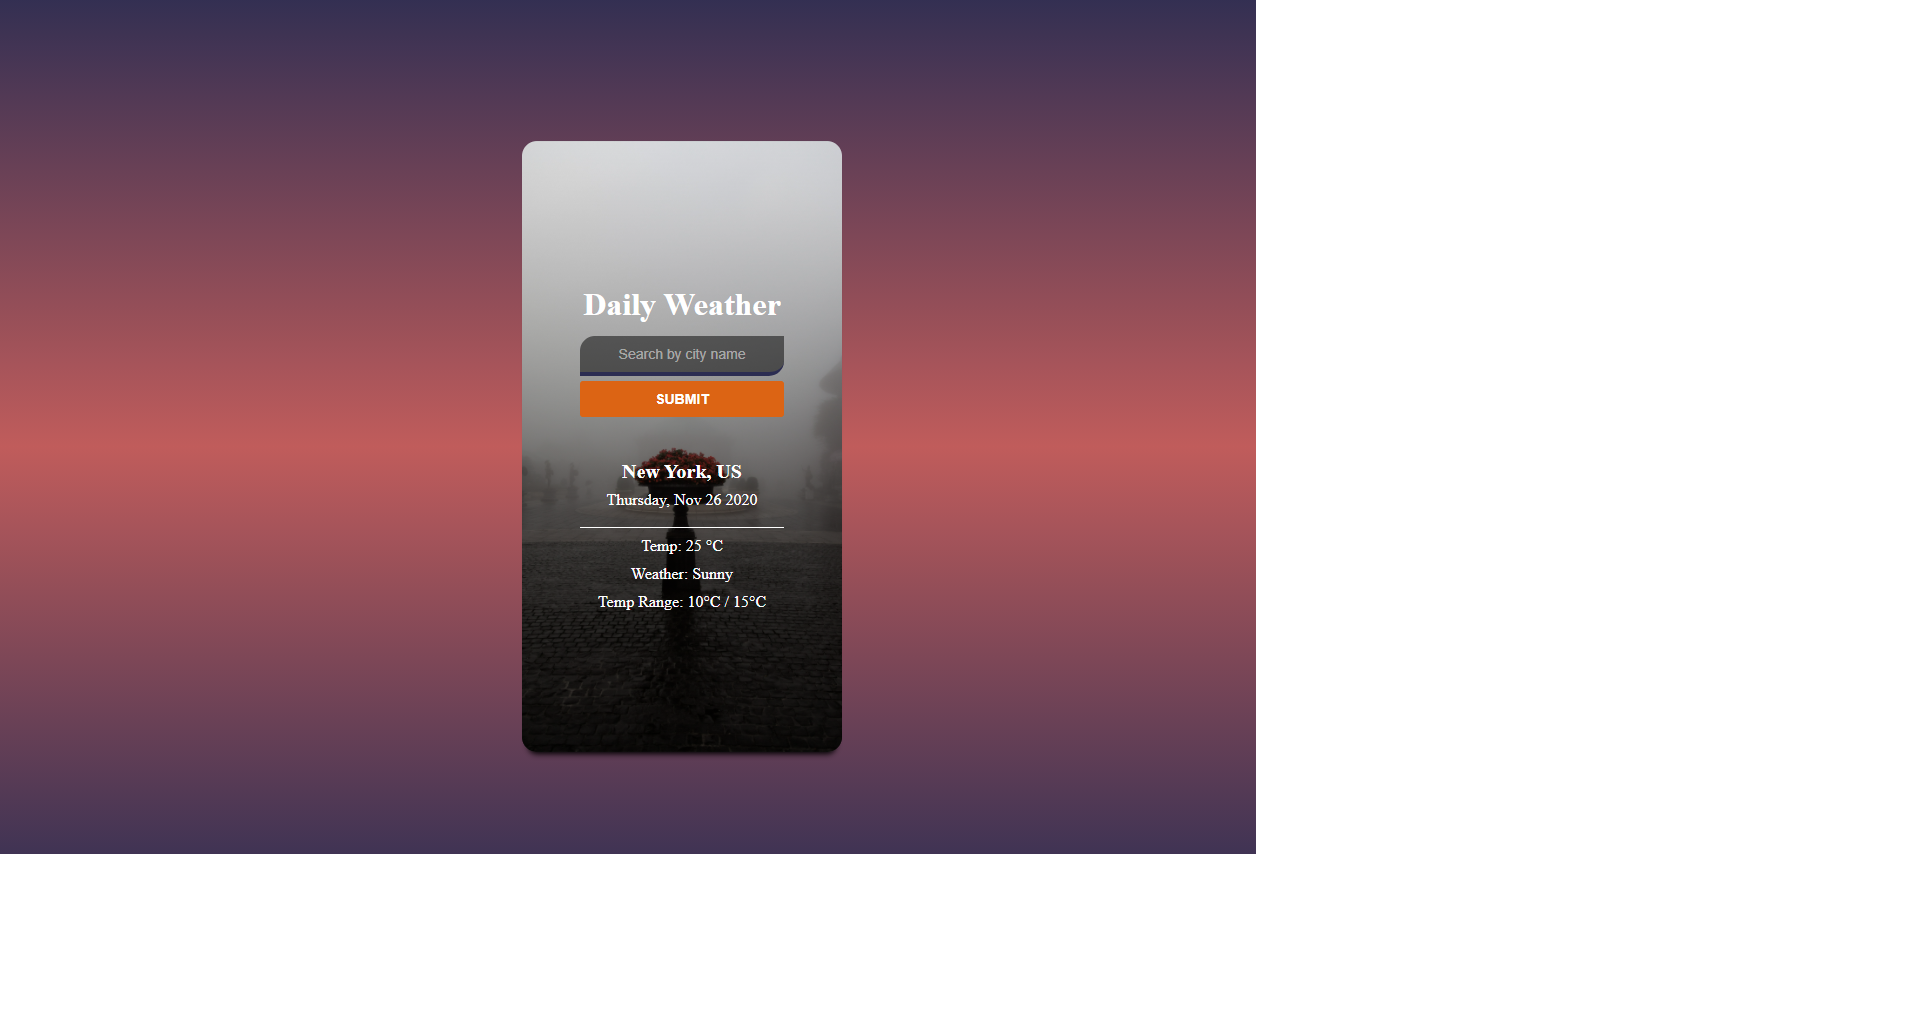 Daily Weather
Search by city name
SUBMIT
New York, US
Thursday, Nov 26 2020
Temp: 25 °C
Weather: Sunny
Temp Range: 10°C / 15°C